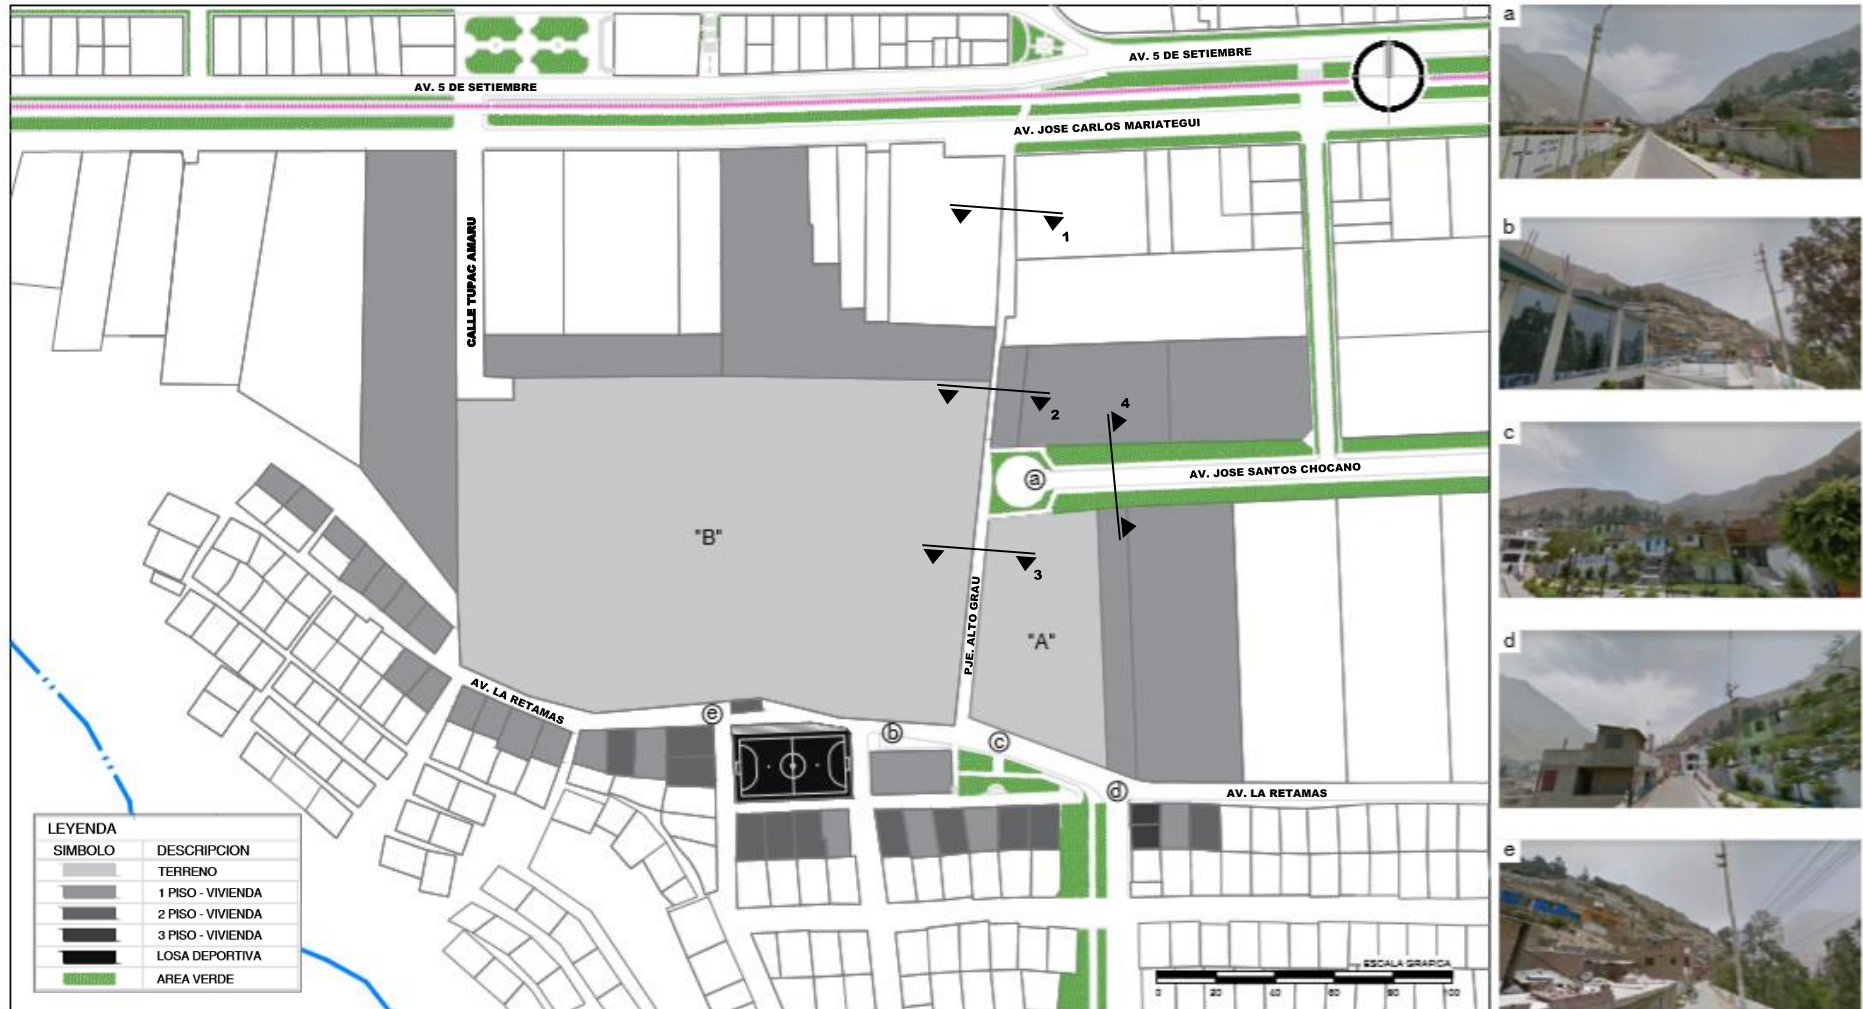 a
AV. 5 DE SETIEMBRE
AV. 5 DE SETIEMBRE
AV. JOSE CARLOS MARIATEGUI
CALLE TUPAC AMARU
1
b
2
4
c
a
AV. JOSE SANTOS CHOCANO
"B"
3
PJE. ALTO GRAU
"A"
d
AV. LA RETAMAS
e
b
c
d
AV. LA RETAMAS
LEYENDA
SIMBOLO DESCRIPCION
TERRENO
1 PISO - VIVIENDA
2 PISO - VIVIENDA
3 PISO - VIVIENDA
LOSA DEPORTIVA
AREA VERDE
e
ESCALA GRAFICA
0 20 40 60 80 100